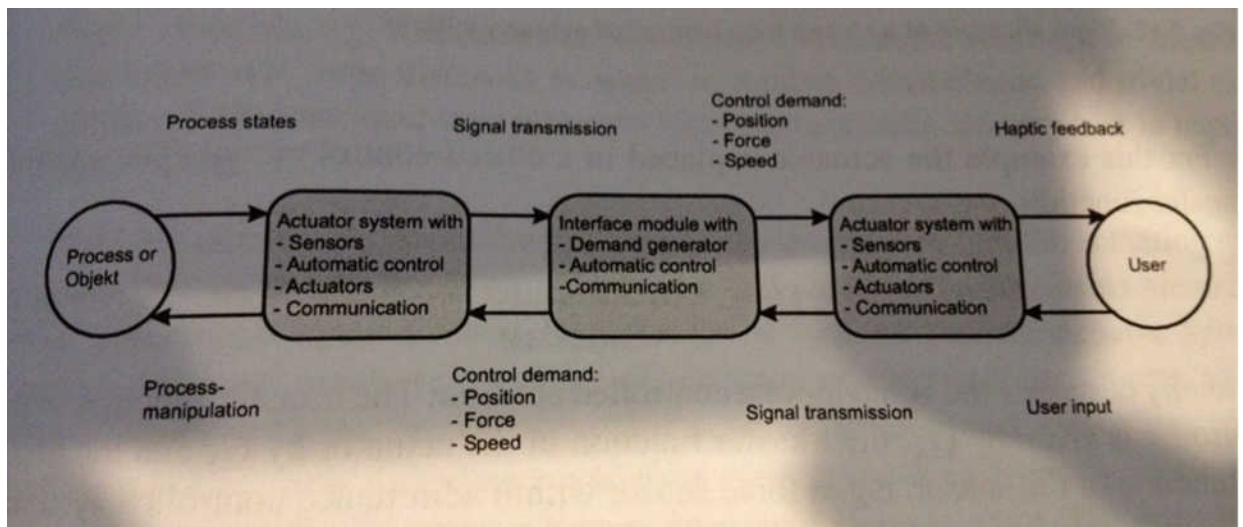 Process states
Signal transmission
Control demand:
- Position
- Force
- Speed
Haptic feedback
Process or
Objekt
Actuator system with
- Sensors
- Automatic control
- Actuators
- Communication
Interface module with
- Demand generator
- Automatic control
-Communication
Actuator system with
- Sensors
- Automatic control
- Actuators
- Communication
User
Process-
manipulation
Control demand:
- Position
- Force
- Speed
Signal transmission
User input